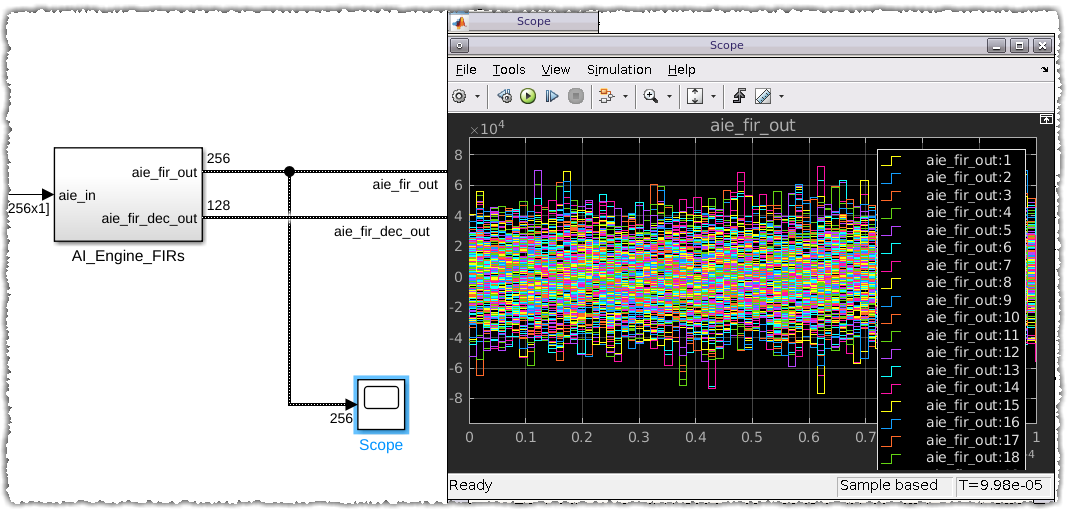 256
aie_fir_out
aie_in
256x1]
128
aie_fir_dec_out
AI_Engine_FIRs
aie_fir_out
aie_fir_dec_out
256
Scope
Scope
Scope
File Tools View Simulation Help
×10⁴
aie_fir_out
8
6
4
2
0
-2
-4
-6
-8
0 0.1 0.2 0.3 0.4 0.5 0.6 0.7 1
-4
aie_fir_out:1
aie_fir_out:2
aie_fir_out:3
aie_fir_out:4
aie_fir_out:5
aie_fir_out:6
aie_fir_out:7
aie_fir_out:8
aie_fir_out:9
aie_fir_out:10
aie_fir_out:11
aie_fir_out:12
aie_fir_out:13
aie_fir_out:14
aie_fir_out:15
aie_fir_out:16
aie_fir_out:17
aie_fir_out:18
Ready Sample based T=9.98e-05